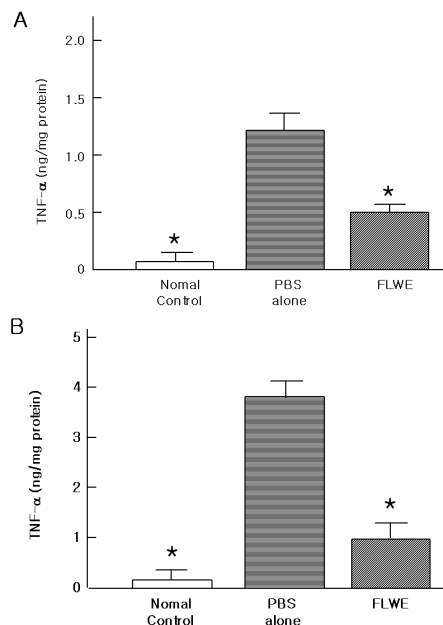 A
TNF-α (ng/mg protein)
2.0
1.5
1.0
0.5
0
*
*
Nomal Control
PBS alone
FLWE
B
TNF-α (ng/mg protein)
5
4
3
2
1
0
*
*
Nomal Control
PBS alone
FLWE